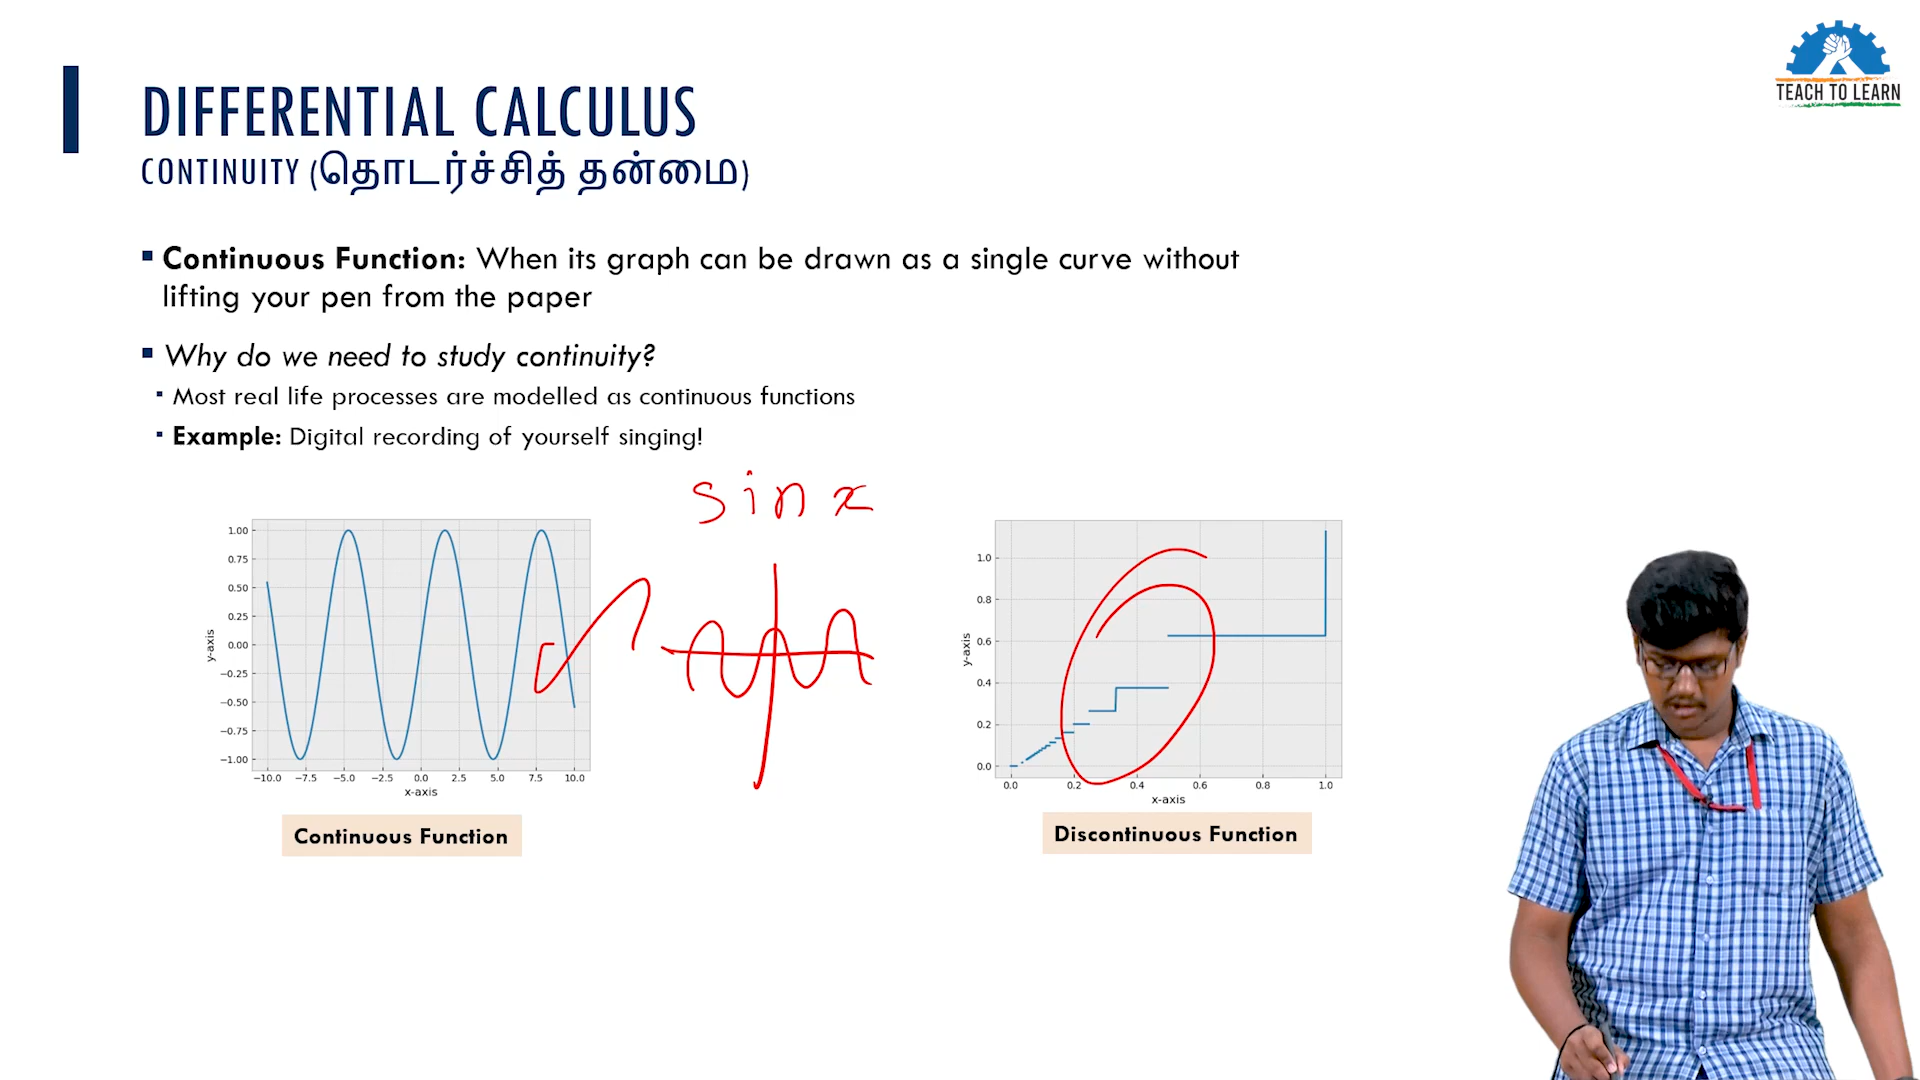 TEACH TO LEARN
DIFFERENTIAL CALCULUS
CONTINUITY (தொடர்ச்சித் தன்மை)
Continuous Function: When its graph can be drawn as a single curve without
lifting your pen from the paper
Why do we need to study continuity?
Most real life processes are modelled as continuous functions
Example: Digital recording of yourself singing!
sin x
1.00
0.75
0.50
0.25
0.00
−0.25
−0.50
−0.75
−1.00
y-axis
−10.0 −7.5 −5.0 −2.5 0.0 2.5 5.0 7.5 10.0
x-axis
Continuous Function
1.0
0.8
0.6
0.4
0.2
0.0
y-axis
0.0 0.2 0.4 0.6 0.8 1.0
x-axis
Discontinuous Function